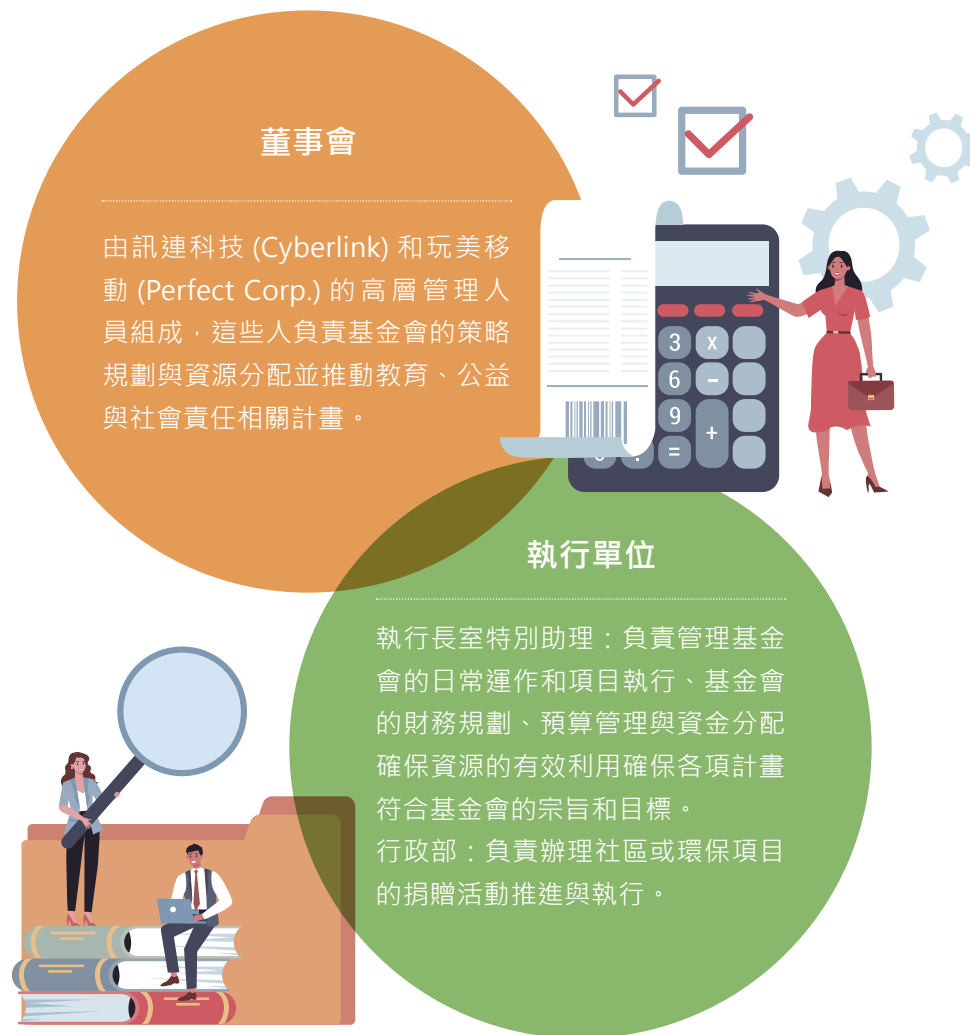 董事會
由訊連科技 (Cyberlink) 和玩美移
動 (Perfect Corp.) 的高層管理人
員組成，這些人負責基金會的策略
規劃與資源分配並推動教育、公益
與社會責任相關計畫。
3 x
6 −
9 +
=
執行單位
執行長室特別助理：負責管理基金
會的日常運作和項目執行、基金會
的財務規劃、預算管理與資金分配
確保資源的有效利用確保各項計畫
符合基金會的宗旨和目標。
行政部：負責辦理社區或環保項目
的捐贈活動推進與執行。